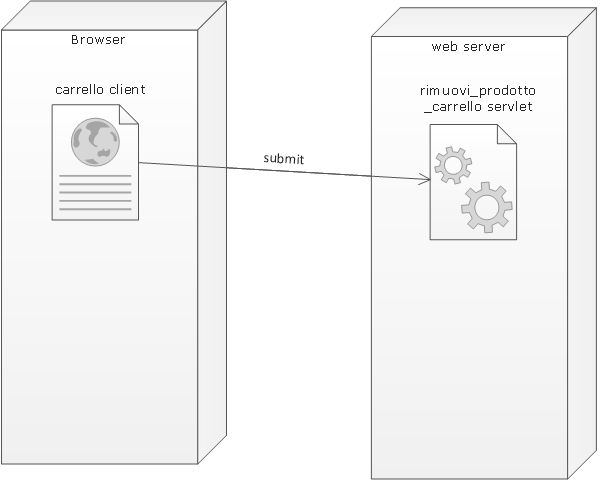 Browser
web server
carrello client
rimuovi_prodotto
_carrello servlet
submit